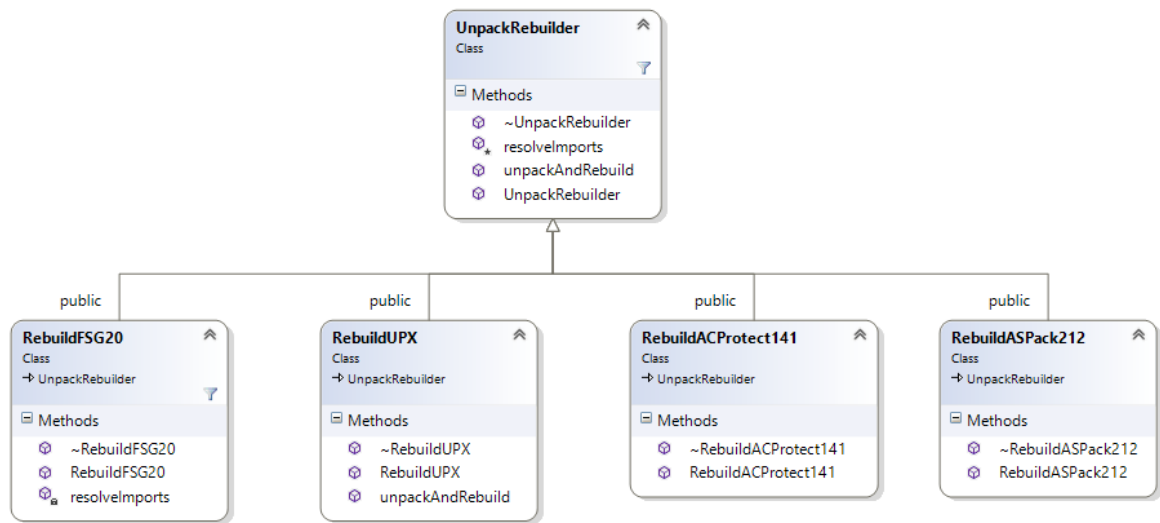 UnpackRebuilder
Class
Methods
~UnpackRebuilder
resolveImports
unpackAndRebuild
UnpackRebuilder
public
public
public
public
RebuildFSG20
Class
UnpackRebuilder
Methods
~RebuildFSG20
RebuildFSG20
resolveImports
RebuildUPX
Class
UnpackRebuilder
Methods
~RebuildUPX
RebuildUPX
unpackAndRebuild
RebuildACProtect141
Class
UnpackRebuilder
Methods
~RebuildACProtect141
RebuildACProtect141
RebuildASPack212
Class
UnpackRebuilder
Methods
~RebuildASPack212
RebuildASPack212